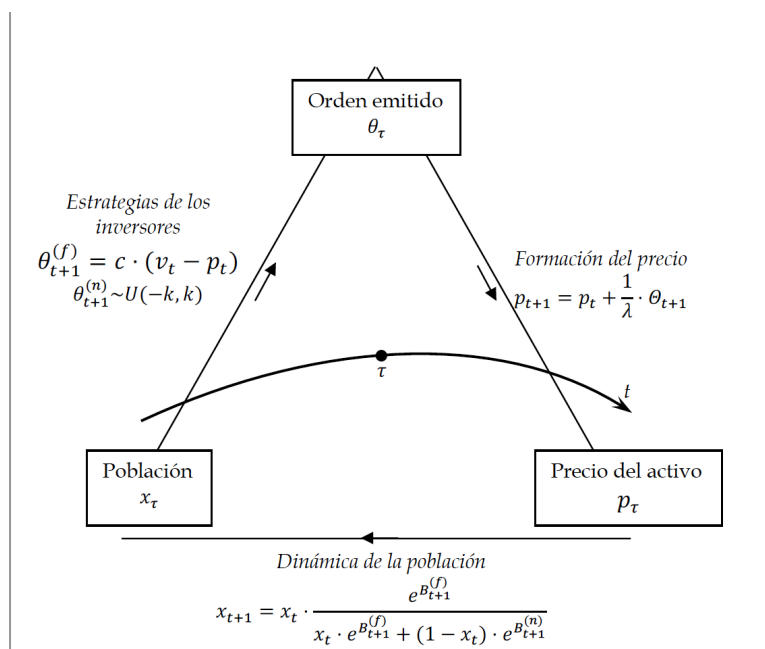 Orden emitido
θ_τ
Estrategias de los
inversores
θ_{t+1}^{(f)} = c · (v_t − p_t)
θ_{t+1}^{(n)}~U(−k, k)
Formación del precio
p_{t+1} = p_t + \frac{1}{λ} · Θ_{t+1}
τ
t
Población
x_τ
Precio del activo
p_τ
Dinámica de la población
x_{t+1} = x_t · \frac{e^{B_{t+1}^{(f)}}}{x_t · e^{B_{t+1}^{(f)}} + (1 − x_t) · e^{B_{t+1}^{(n)}}}